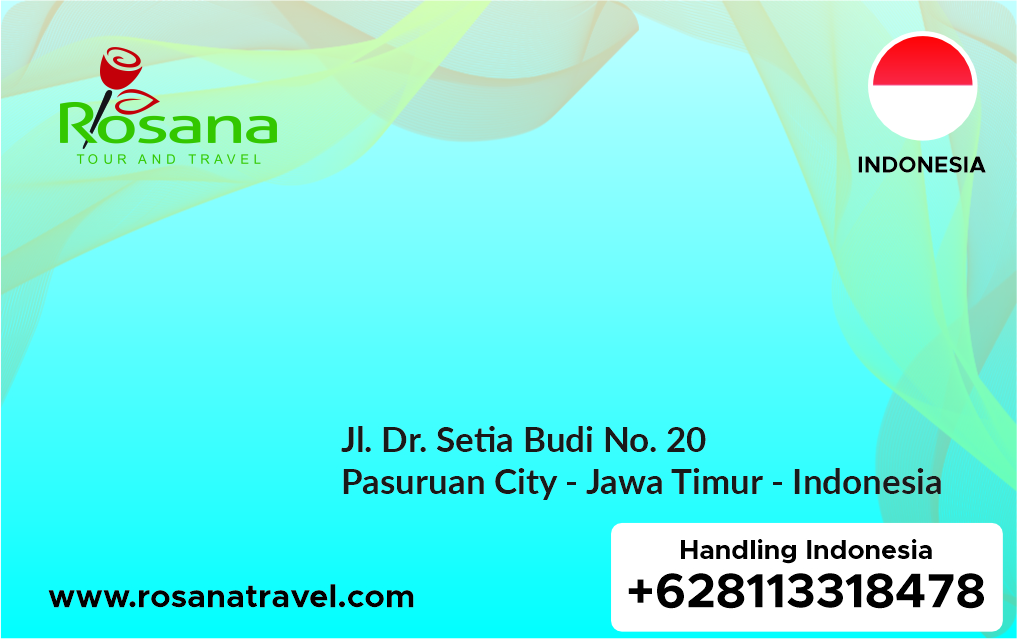 Rosana
TOUR AND TRAVEL
INDONESIA
Jl. Dr. Setia Budi No. 20
Pasuruan City - Jawa Timur - Indonesia
Handling Indonesia
+628113318478
www.rosanatravel.com